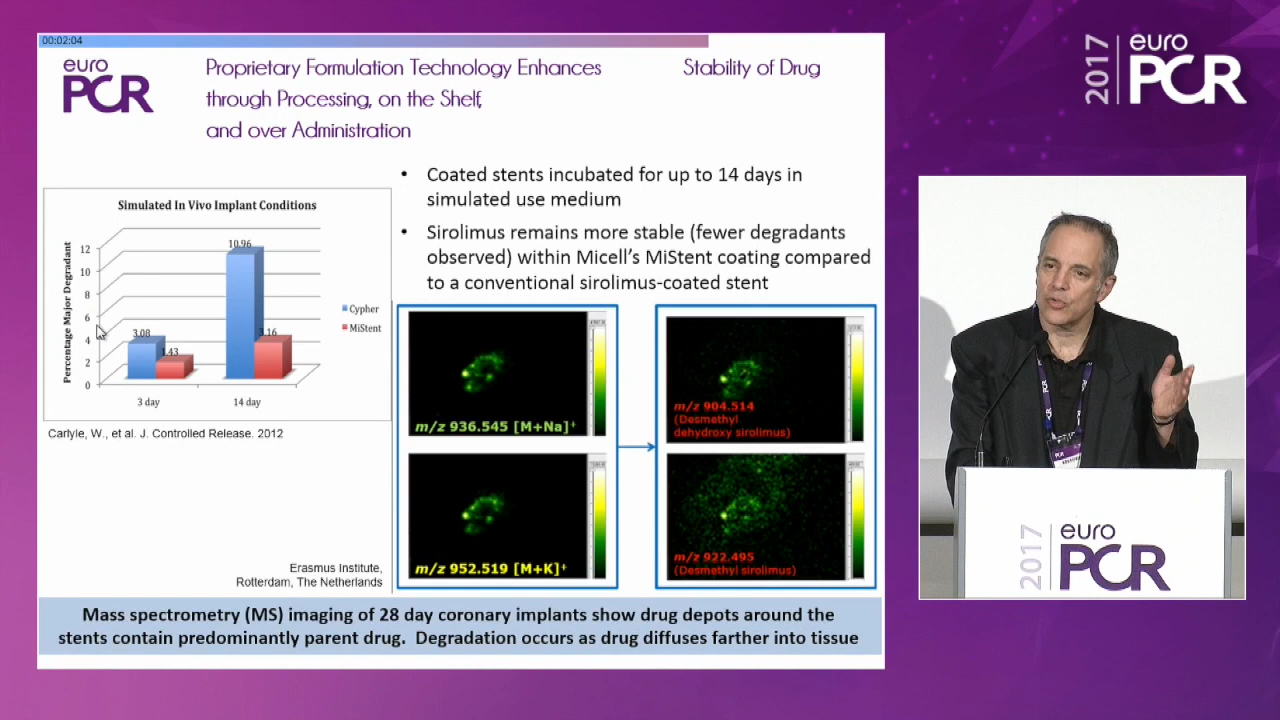 00:02:04
euro
PCR
Proprietary Formulation Technology Enhances Stability of Drug
through Processing, on the Shelf,
and over Administration
• Coated stents incubated for up to 14 days in
simulated use medium
• Sirolimus remains more stable (fewer degradants
observed) within Micell's MiStent coating compared
to a conventional sirolimus-coated stent
Simulated In Vivo Implant Conditions
Percentage Major Degradant
12
10
8
6
4
2
0
3.08
1.43
10.96
3.16
3 day
14 day
Cypher
MiStent
Carlyle, W., et al. J. Controlled Release. 2012
m/z 936.545 [M+Na]+
m/z 952.519 [M+K]+
m/z 904.514
(Desmethyl
dehydroxy sirolimus)
m/z 922.495
(Desmethyl sirolimus)
Erasmus Institute,
Rotterdam, The Netherlands
Mass spectrometry (MS) imaging of 28 day coronary implants show drug depots around the
stents contain predominantly parent drug. Degradation occurs as drug diffuses farther into tissue
2017
euro
PCR
PCR
2017
euro
PCR